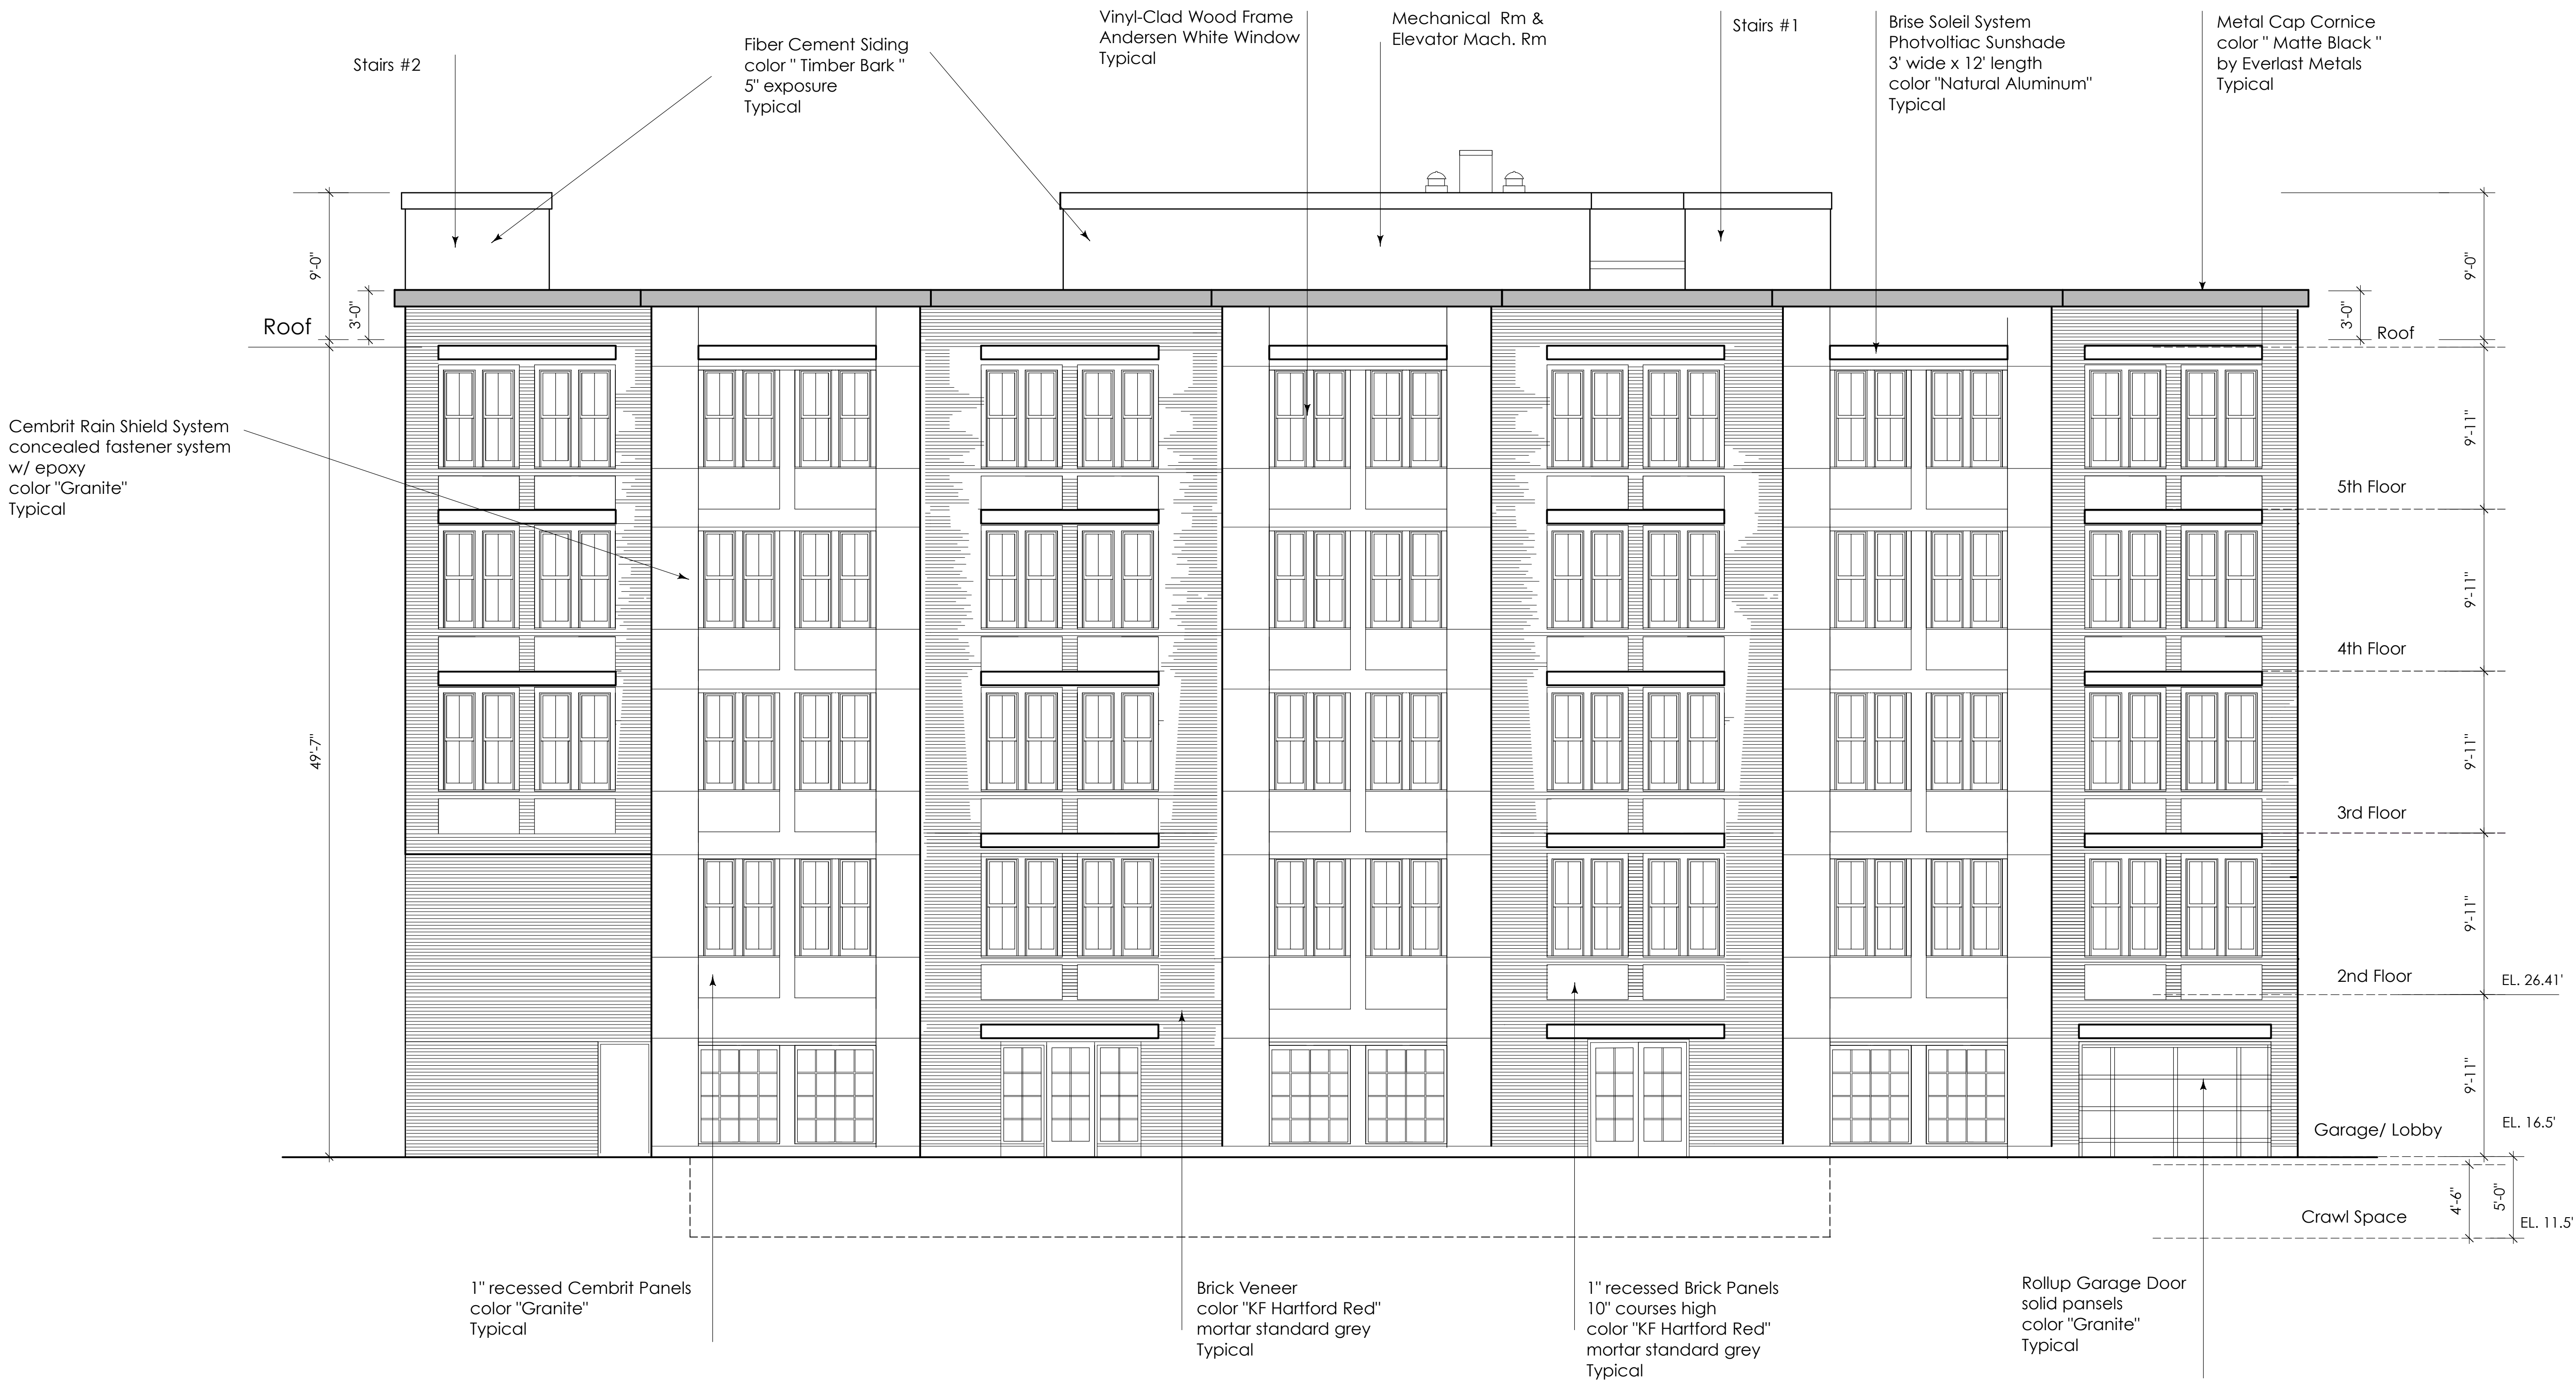 Stairs #2
Fiber Cement Siding
color " Timber Bark "
5" exposure
Typical
Vinyl-Clad Wood Frame
Andersen White Window
Typical
Mechanical Rm &
Elevator Mach. Rm
Stairs #1
Brise Soleil System
Photvoltiac Sunshade
3' wide x 12' length
color "Natural Aluminum"
Typical
Metal Cap Cornice
color " Matte Black "
by Everlast Metals
Typical
9'-0"
3'-0"
Roof
49'-7"
Cembrit Rain Shield System
concealed fastener system
w/ epoxy
color "Granite"
Typical
9'-0"
3'-0"
Roof
9'-11"
5th Floor
9'-11"
4th Floor
9'-11"
3rd Floor
9'-11"
2nd Floor
EL. 26.41'
9'-11"
Garage/ Lobby
EL. 16.5'
4'-6"
5'-0"
Crawl Space
EL. 11.5'
1" recessed Cembrit Panels
color "Granite"
Typical
Brick Veneer
color "KF Hartford Red"
mortar standard grey
Typical
1" recessed Brick Panels
10" courses high
color "KF Hartford Red"
mortar standard grey
Typical
Rollup Garage Door
solid pansels
color "Granite"
Typical